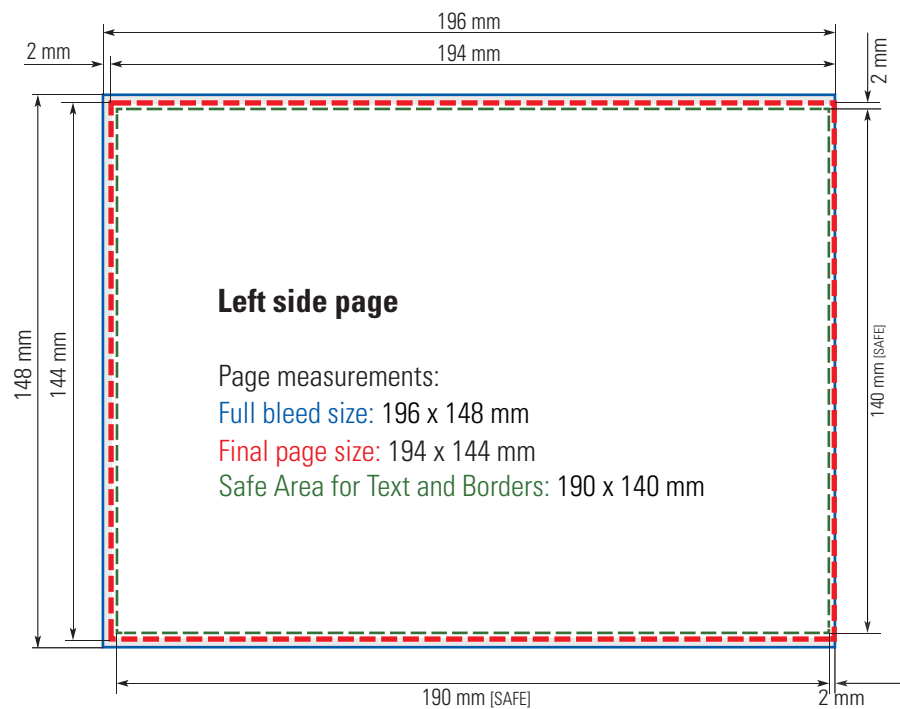 196 mm
2 mm
194 mm
2 mm
148 mm
144 mm
140 mm [SAFE]
Left side page
Page measurements:
Full bleed size: 196 x 148 mm
Final page size: 194 x 144 mm
Safe Area for Text and Borders: 190 x 140 mm
190 mm [SAFE]
2 mm